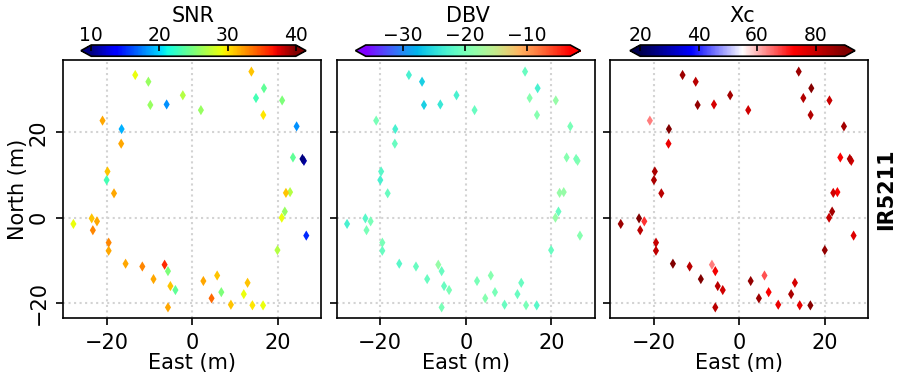 SNR DBV Xc
10 20 30 40 −30 −20 −10 20 40 60 80
20
0
−20
North (m)
−20 0 20 −20 0 20 −20 0 20
East (m) East (m) East (m)
IR5211